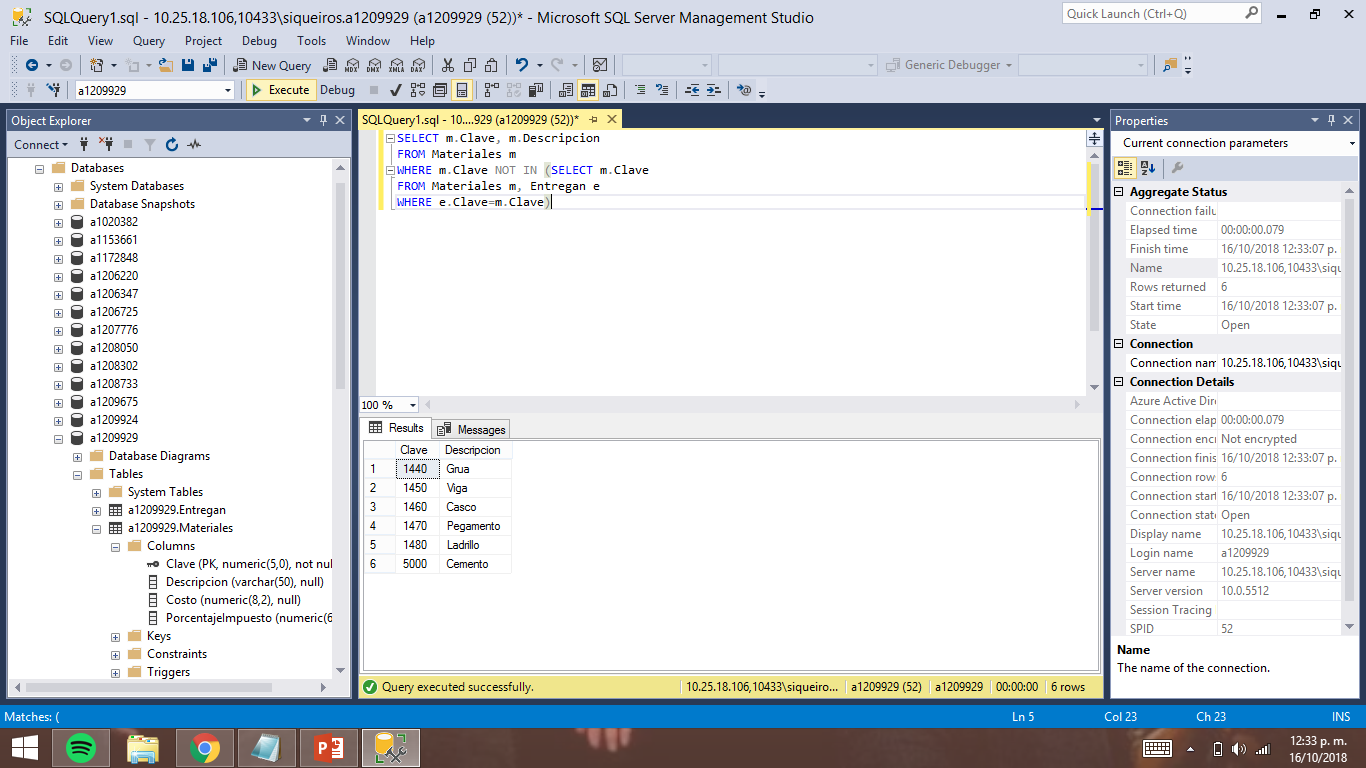 SQLQuery1.sql - 10.25.18.106,10433\siqueiros.a1209929 (a1209929 (52))* - Microsoft SQL Server Management Studio
Quick Launch (Ctrl+Q)
File Edit View Query Project Debug Tools Window Help
New Query
MDX DMX XMLA DAX
Generic Debugger
a1209929
Execute Debug
Object Explorer
Connect
Databases
System Databases
Database Snapshots
a1020382
a1153661
a1172848
a1206220
a1206347
a1206725
a1207776
a1208050
a1208302
a1208733
a1209675
a1209924
a1209929
Database Diagrams
Tables
System Tables
a1209929.Entregan
a1209929.Materiales
Columns
Clave (PK, numeric(5,0), not nul
Descripcion (varchar(50), null)
Costo (numeric(8,2), null)
PorcentajeImpuesto (numeric(6
Keys
Constraints
Triggers
SQLQuery1.sql - 10....929 (a1209929 (52))*
SELECT m.Clave, m.Descripcion
FROM Materiales m
WHERE m.Clave NOT IN (SELECT m.Clave
FROM Materiales m, Entregan e
WHERE e.Clave=m.Clave)
100 %
Results Messages
Clave Descripcion
1 1440 Grua
2 1450 Viga
3 1460 Casco
4 1470 Pegamento
5 1480 Ladrillo
6 5000 Cemento
Query executed successfully.
10.25.18.106,10433\siqueiro... a1209929 (52) a1209929 00:00:00 6 rows
Properties
Current connection parameters
Aggregate Status
Connection failu
Elapsed time 00:00:00.079
Finish time 16/10/2018 12:33:07 p.
Name 10.25.18.106,10433\siqu
Rows returned 6
Start time 16/10/2018 12:33:07 p.
State Open
Connection
Connection nam 10.25.18.106,10433\siqu
Connection Details
Azure Active Dir
Connection elap 00:00:00.079
Connection encr Not encrypted
Connection finis 16/10/2018 12:33:07 p.
Connection row 6
Connection start 16/10/2018 12:33:07 p.
Connection state Open
Display name 10.25.18.106,10433\siqu
Login name a1209929
Server name 10.25.18.106,10433\siqu
Server version 10.0.5512
Session Tracing
SPID 52
Name
The name of the connection.
Matches: (
Ln 5 Col 23 Ch 23 INS
12:33 p. m.
16/10/2018